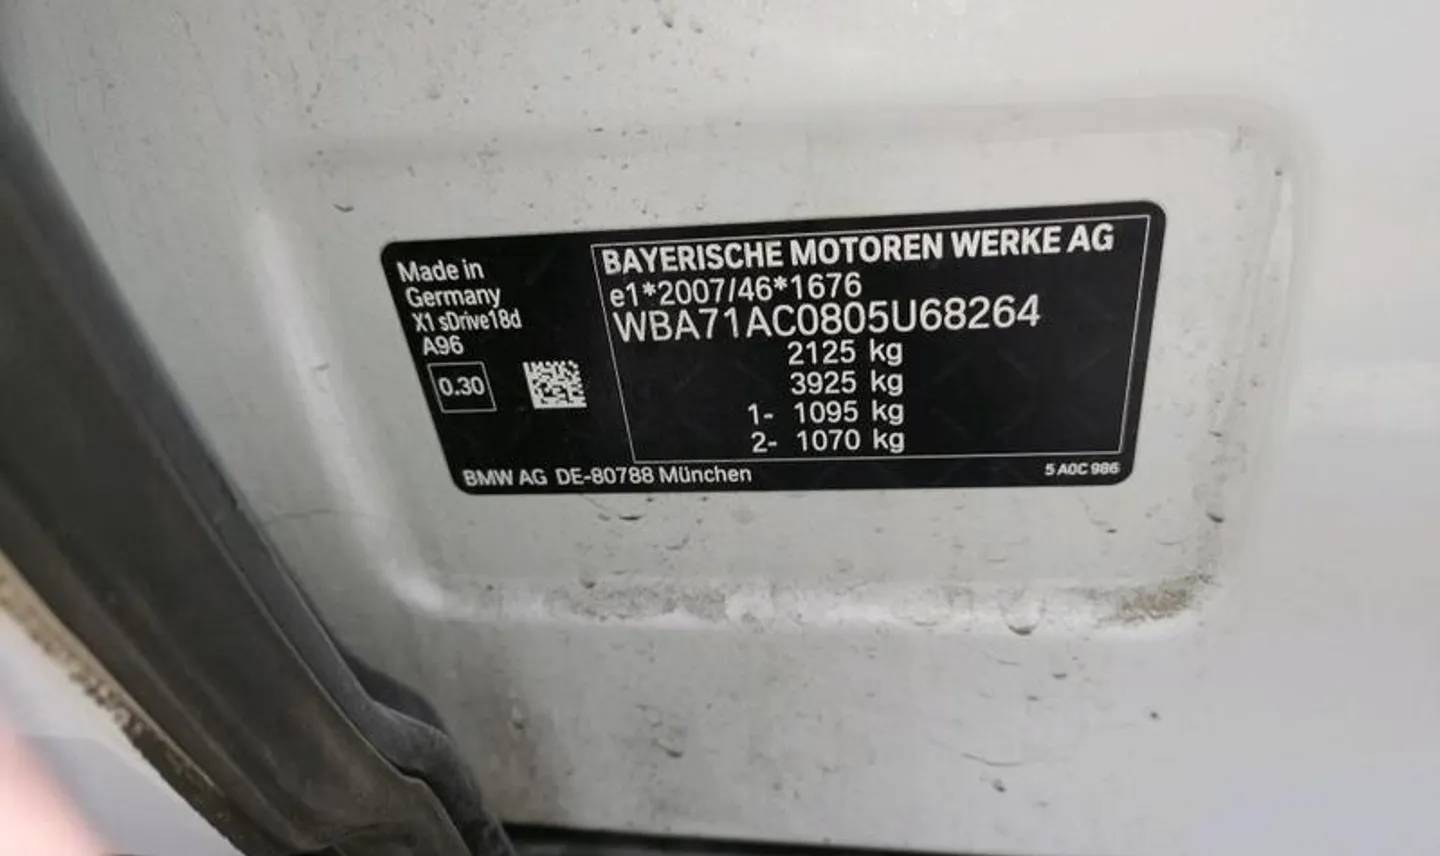 Made in
Germany
X1 sDrive18d
A96
0.30
BAYERISCHE MOTOREN WERKE AG
e1*2007/46*1676
WBA71AC0805U68264
2125 kg
3925 kg
1- 1095 kg
2- 1070 kg
BMW AG DE-80788 München
5 A0C 986